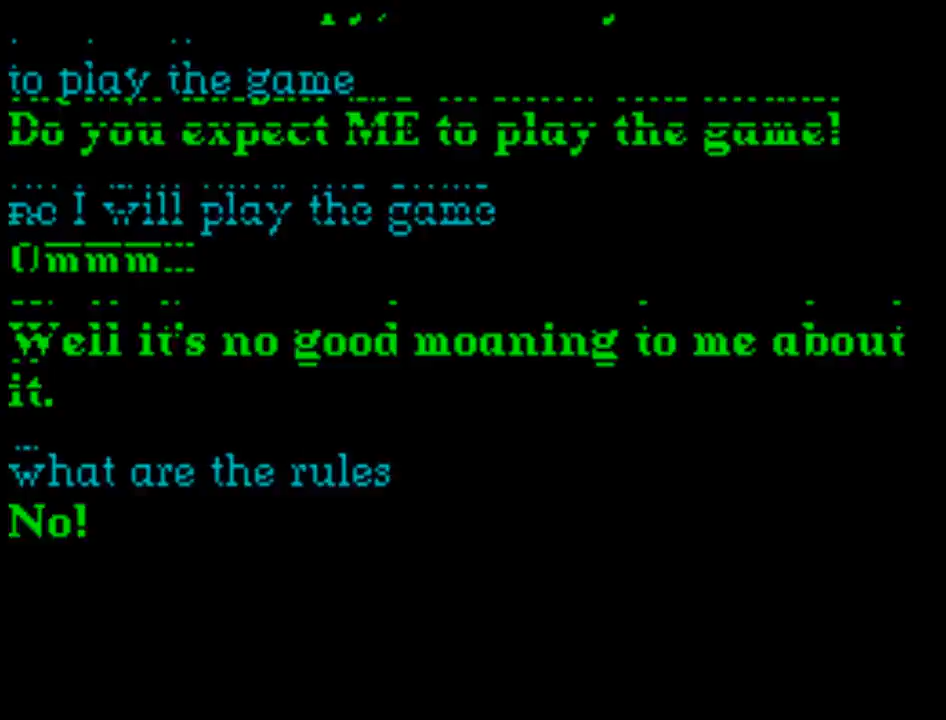 to play the game
Do you expect ME to play the game!
no I will play the game
Ommm...
Well it's no good moaning to me about
it.
what are the rules
No!